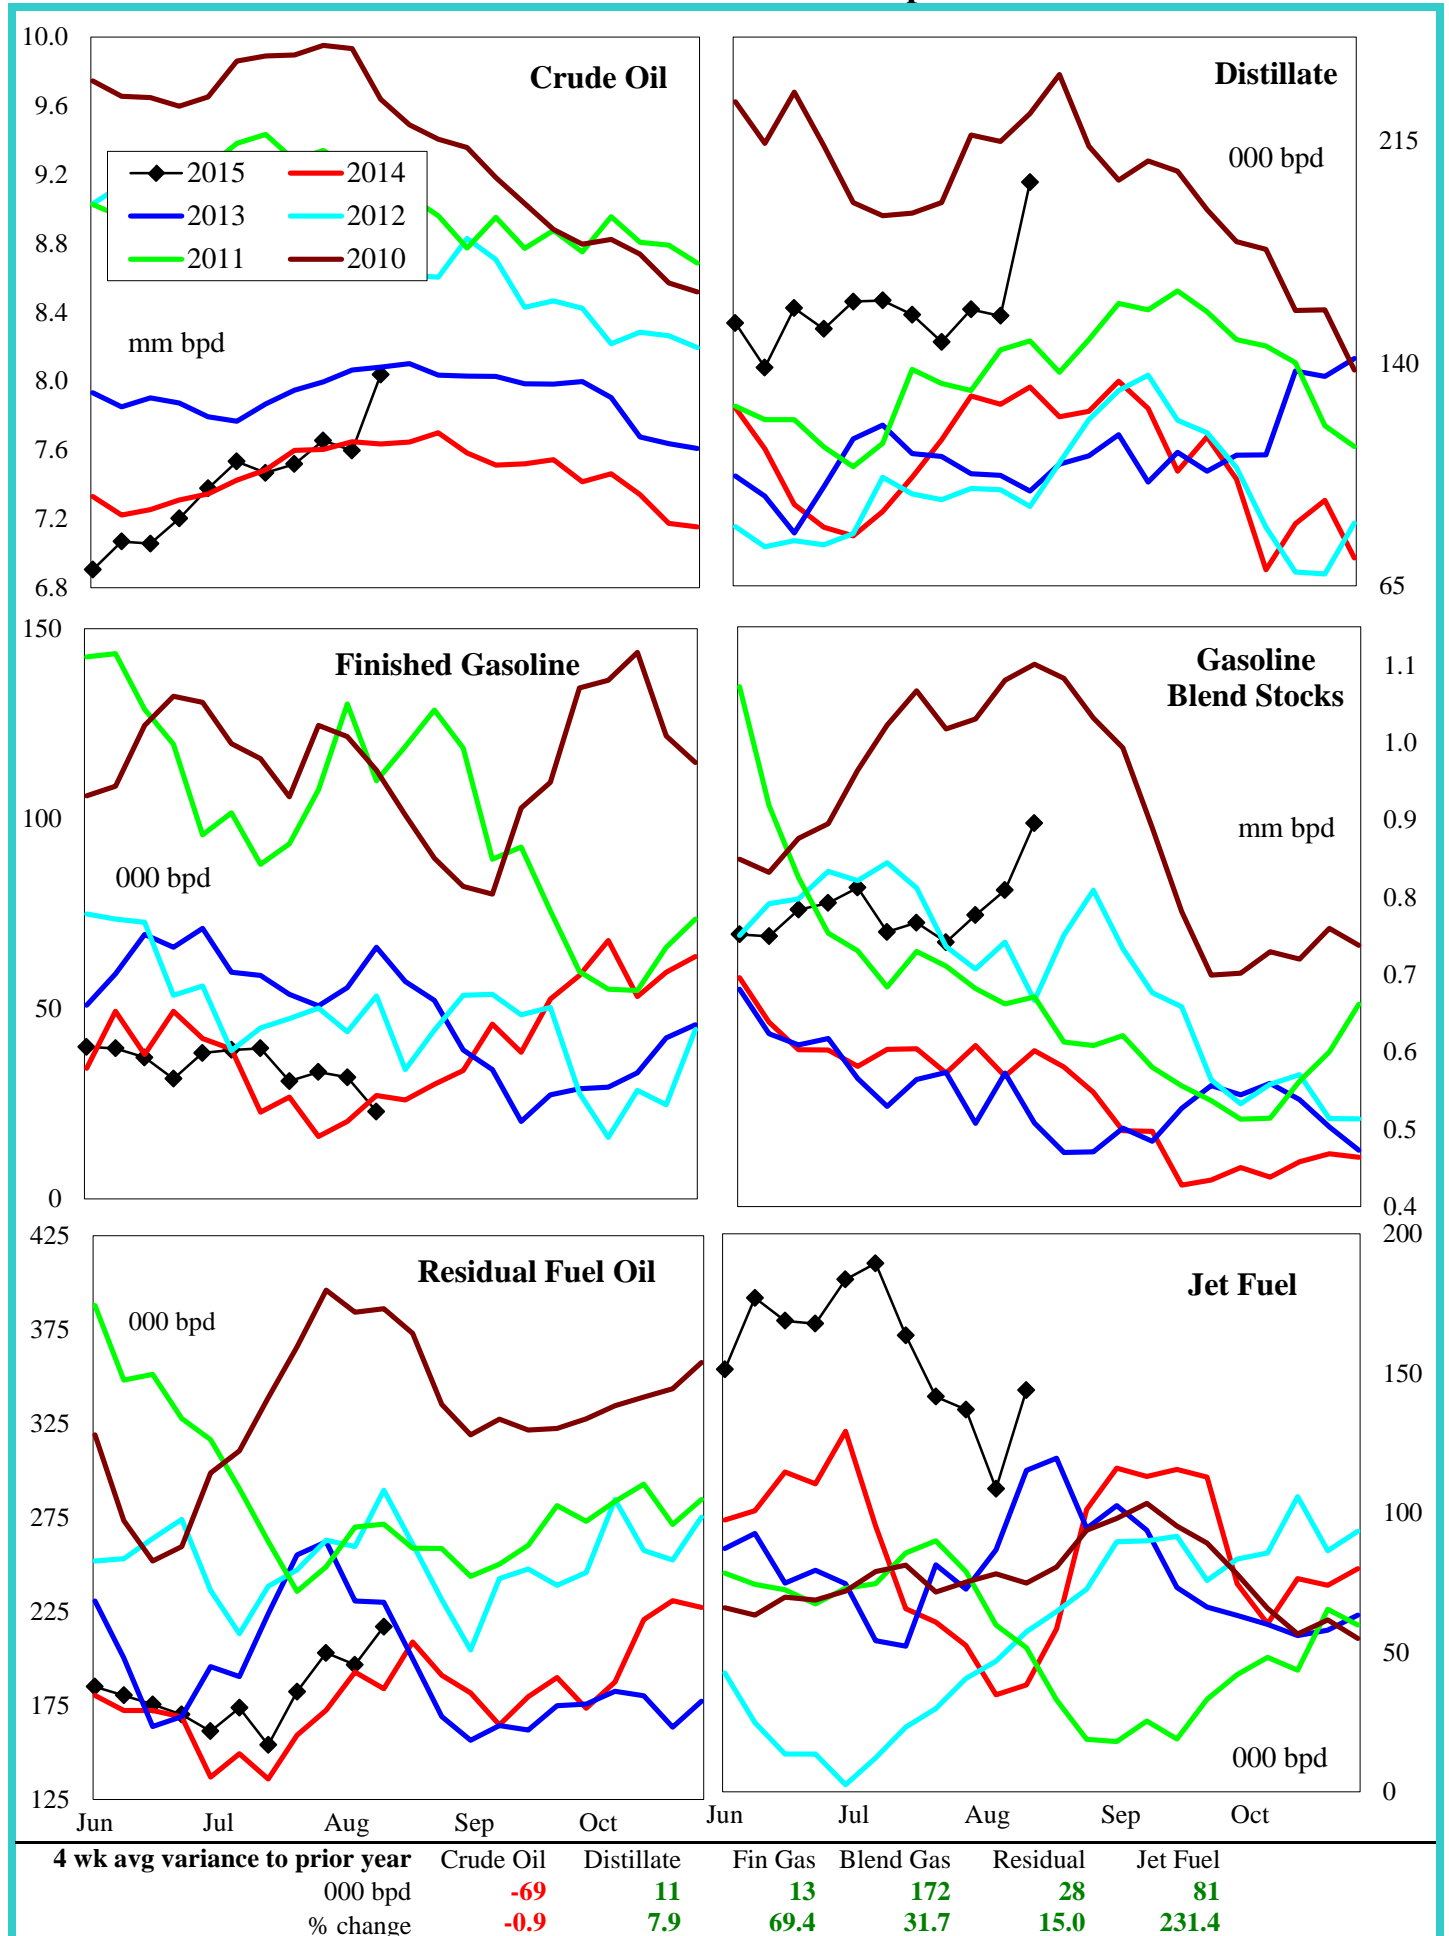 10.0
9.6
9.2
8.8
8.4
8.0
7.6
7.2
6.8
Crude Oil
2015 2014
2013 2012
2011 2010
mm bpd
Distillate
000 bpd
215
140
65
150
100
50
0
Finished Gasoline
000 bpd
Gasoline
Blend Stocks
mm bpd
1.1
1.0
0.9
0.8
0.7
0.6
0.5
0.4
425
375
325
275
225
175
125
Residual Fuel Oil
000 bpd
Jun Jul Aug Sep Oct
Jet Fuel
000 bpd
200
150
100
50
0
Jun Jul Aug Sep Oct
4 wk avg variance to prior year Crude Oil Distillate Fin Gas Blend Gas Residual Jet Fuel
000 bpd -69 11 13 172 28 81
% change -0.9 7.9 69.4 31.7 15.0 231.4